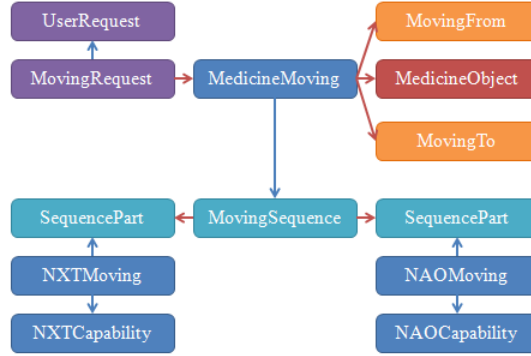 UserRequest
MovingFrom
MovingRequest
MedicineMoving
MedicineObject
MovingTo
SequencePart
MovingSequence
SequencePart
NXTMoving
NAOMoving
NXTCapability
NAOCapability